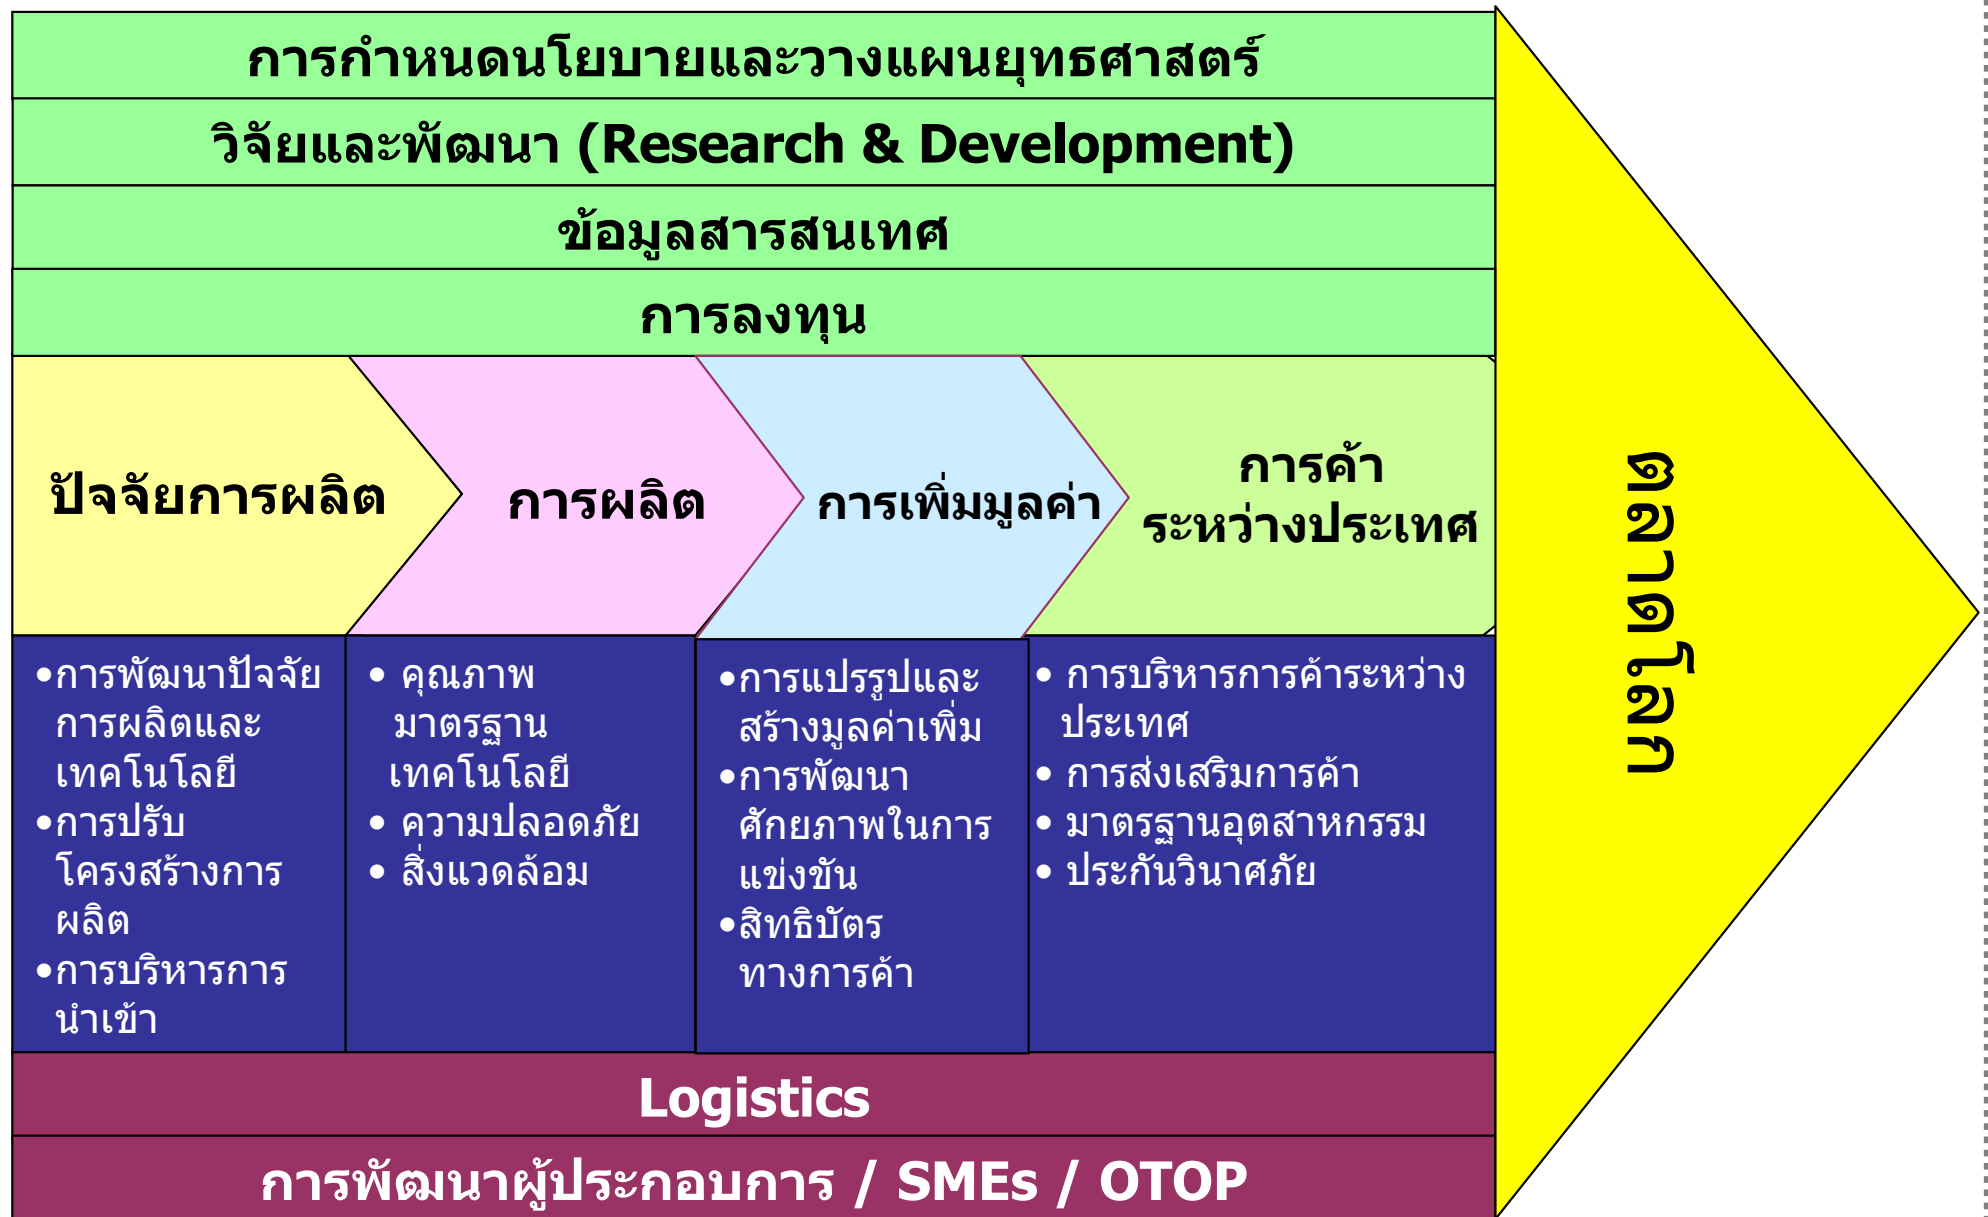 การกำหนดนโยบายและวางแผนยุทธศาสตร์
วิจัยและพัฒนา (Research & Development)
ข้อมูลสารสนเทศ
การลงทุน
ปัจจัยการผลิต
การผลิต
การเพิ่มมูลค่า
การค้า
ระหว่างประเทศ
•การพัฒนาปัจจัย
การผลิตและ
เทคโนโลยี
•การปรับ
โครงสร้างการ
ผลิต
•การบริหารการ
นำเข้า
• คุณภาพ
มาตรฐาน
เทคโนโลยี
• ความปลอดภัย
• สิ่งแวดล้อม
•การแปรรูปและ
สร้างมูลค่าเพิ่ม
•การพัฒนา
ศักยภาพในการ
แข่งขัน
•สิทธิบัตร
ทางการค้า
• การบริหารการค้าระหว่าง
ประเทศ
• การส่งเสริมการค้า
• มาตรฐานอุตสาหกรรม
• ประกันวินาศภัย
Logistics
การพัฒนาผู้ประกอบการ / SMEs / OTOP
ตลาดโลก